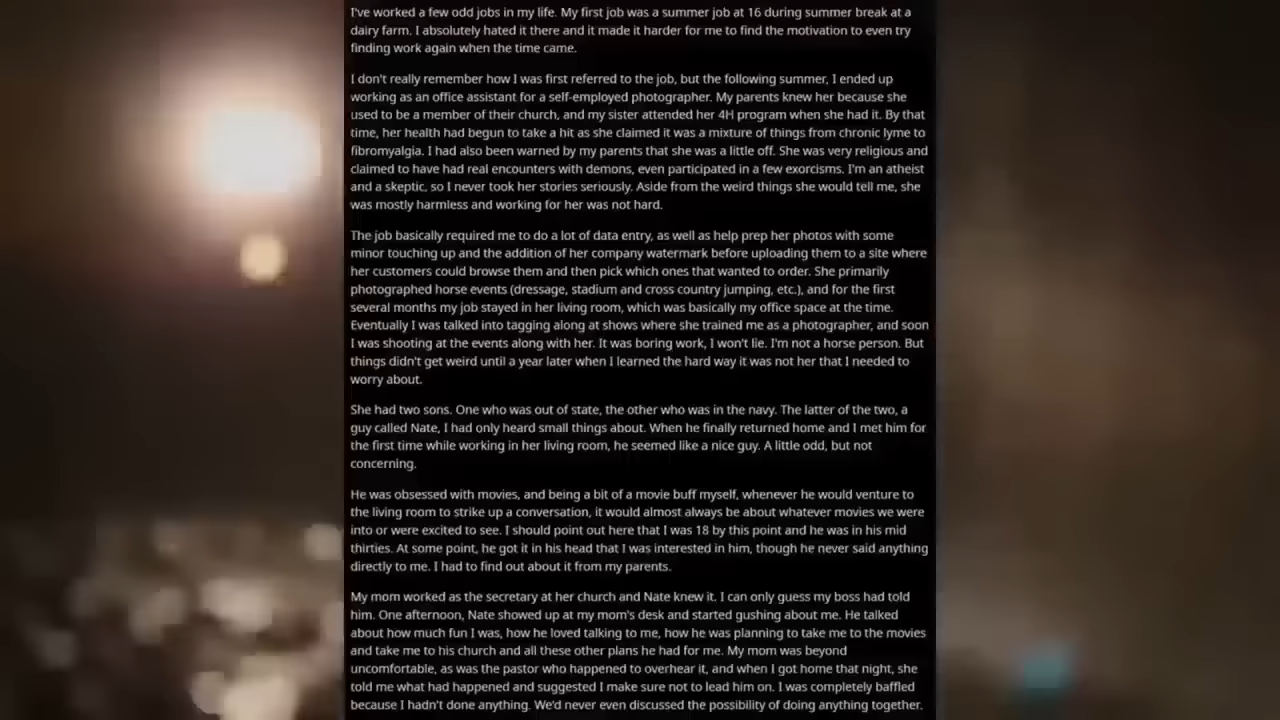 I've worked a few odd jobs in my life. My first job was a summer job at 16 during summer break at a
dairy farm. I absolutely hated it there and it made it harder for me to find the motivation to even try
finding work again when the time came.
I don't really remember how I was first referred to the job, but the following summer, I ended up
working as an office assistant for a self-employed photographer. My parents knew her because she
used to be a member of their church, and my sister attended her 4H program when she had it. By that
time, her health had begun to take a hit as she claimed it was a mixture of things from chronic lyme to
fibromyalgia. I had also been warned by my parents that she was a little off. She was very religious and
claimed to have had real encounters with demons, even participated in a few exorcisms. I'm an atheist
and a skeptic, so I never took her stories seriously. Aside from the weird things she would tell me, she
was mostly harmless and working for her was not hard.
The job basically required me to do a lot of data entry, as well as help prep her photos with some
minor touching up and the addition of her company watermark before uploading them to a site where
her customers could browse them and then pick which ones that wanted to order. She primarily
photographed horse events (dressage, stadium and cross country jumping, etc.), and for the first
several months my job stayed in her living room, which was basically my office space at the time.
Eventually I was talked into tagging along at shows where she trained me as a photographer, and soon
I was shooting at the events along with her. It was boring work, I won't lie. I'm not a horse person. But
things didn't get weird until a year later when I learned the hard way it was not her that I needed to
worry about.
She had two sons. One who was out of state, the other who was in the navy. The latter of the two, a
guy called Nate, I had only heard small things about. When he finally returned home and I met him for
the first time while working in her living room, he seemed like a nice guy. A little odd, but not
concerning.
He was obsessed with movies, and being a bit of a movie buff myself, whenever he would venture to
the living room to strike up a conversation, it would almost always be about whatever movies we were
into or were excited to see. I should point out here that I was 18 by this point and he was in his mid
thirties. At some point, he got it in his head that I was interested in him, though he never said anything
directly to me. I had to find out about it from my parents.
My mom worked as the secretary at her church and Nate knew it. I can only guess my boss had told
him. One afternoon, Nate showed up at my mom's desk and started gushing about me. He talked
about how much fun I was, how he loved talking to me, how he was planning to take me to the movies
and take me to his church and all these other plans he had for me. My mom was beyond
uncomfortable, as was the pastor who happened to overhear it, and when I got home that night, she
told me what had happened and suggested I make sure not to lead him on. I was completely baffled
because I hadn't done anything. We'd never even discussed the possibility of doing anything together.